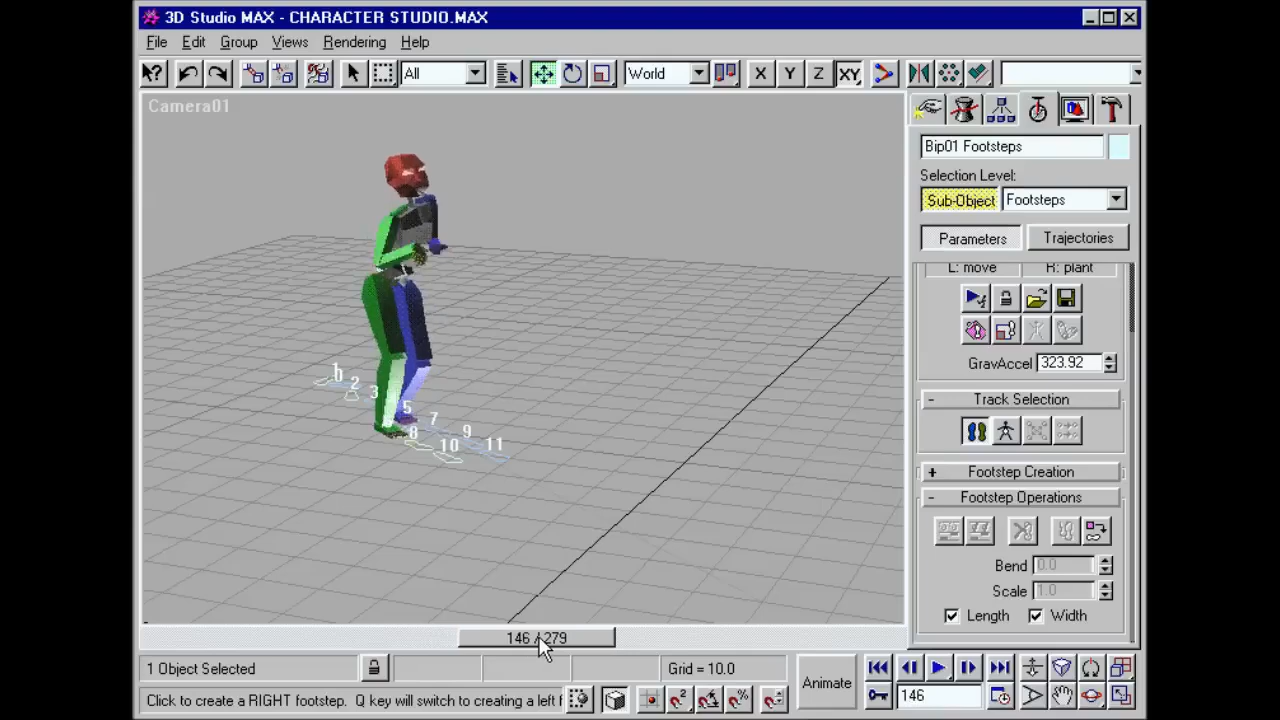 3D Studio MAX - CHARACTER STUDIO.MAX
File Edit Group Views Rendering Help
All World X Y Z XY
Camera01
Bip01 Footsteps
Selection Level:
Sub-Object Footsteps
Parameters Trajectories
L: move R: plant
GravAccel 323.92
- Track Selection
+ Footstep Creation
- Footstep Operations
Bend 0.0
Scale 1.0
Length Width
1
0
2
3
5
7
8
9
10
11
146 / 279
1 Object Selected Grid = 10.0
Animate
Click to create a RIGHT footstep. Q key will switch to creating a left f
146